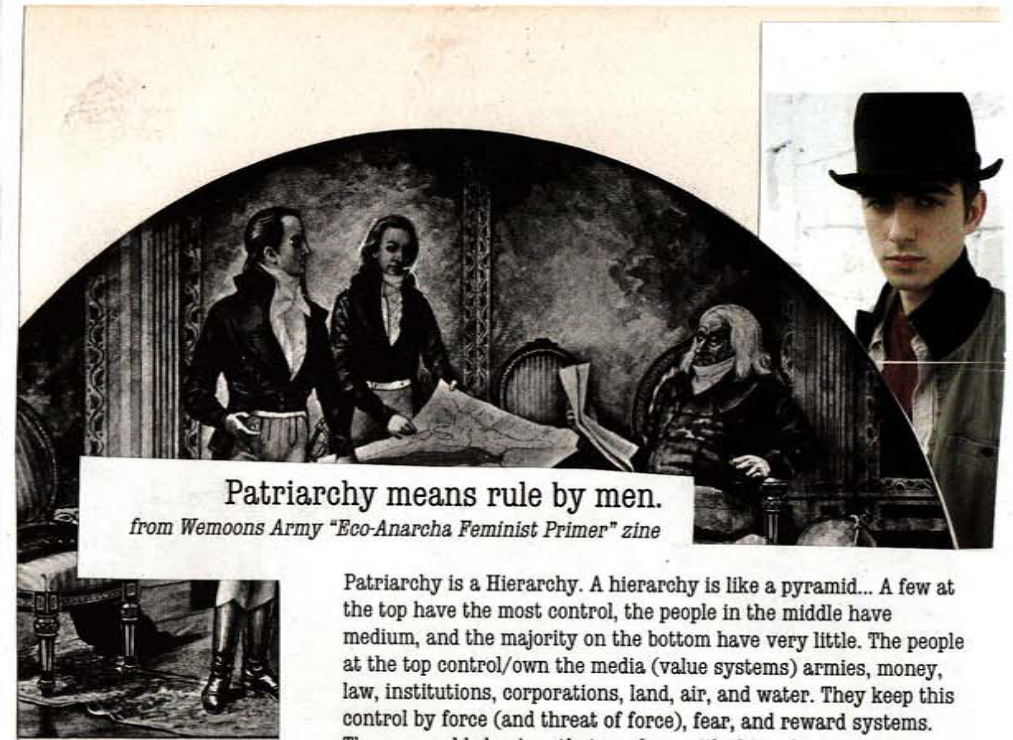 Patriarchy means rule by men.
from Wemoons Army “Eco-Anarcha Feminist Primer” zine
Patriarchy is a Hierarchy. A hierarchy is like a pyramid... A few at
the top have the most control, the people in the middle have
medium, and the majority on the bottom have very little. The people
at the top control/own the media (value systems) armies, money,
law, institutions, corporations, land, air, and water. They keep this
control by force (and threat of force), fear, and reward systems.